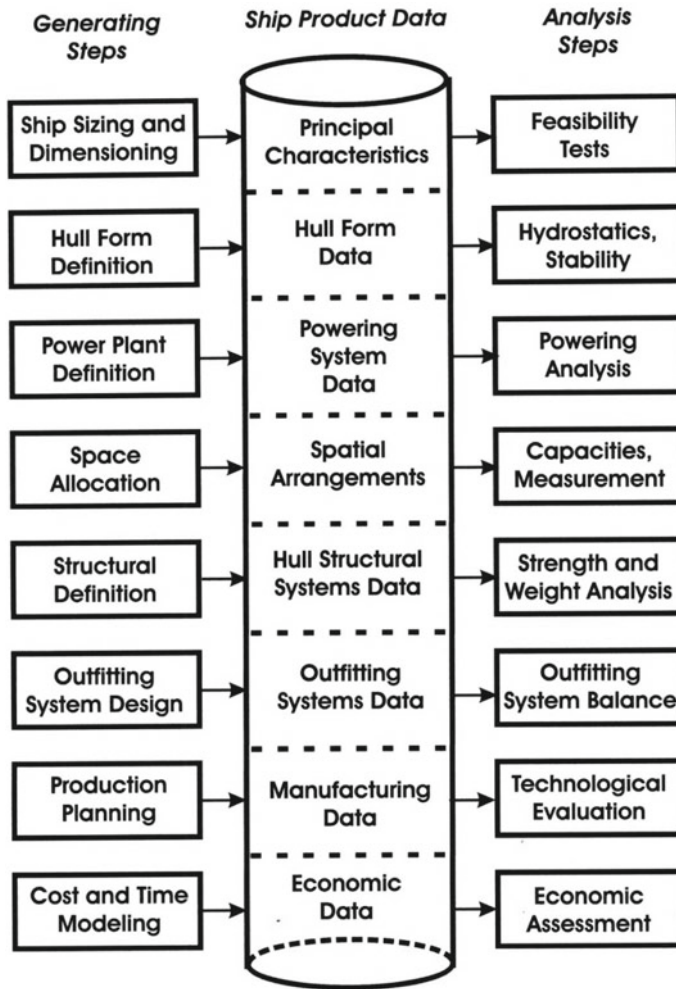 Generating
Steps
Ship Product Data
Analysis
Steps
Ship Sizing and
Dimensioning
Principal
Characteristics
Feasibility
Tests
Hull Form
Definition
Hull Form
Data
Hydrostatics,
Stability
Power Plant
Definition
Powering
System
Data
Powering
Analysis
Space
Allocation
Spatial
Arrangements
Capacities,
Measurement
Structural
Definition
Hull Structural
Systems Data
Strength and
Weight Analysis
Outfitting
System Design
Outfitting
Systems Data
Outfitting
System Balance
Production
Planning
Manufacturing
Data
Technological
Evaluation
Cost and Time
Modeling
Economic
Data
Economic
Assessment